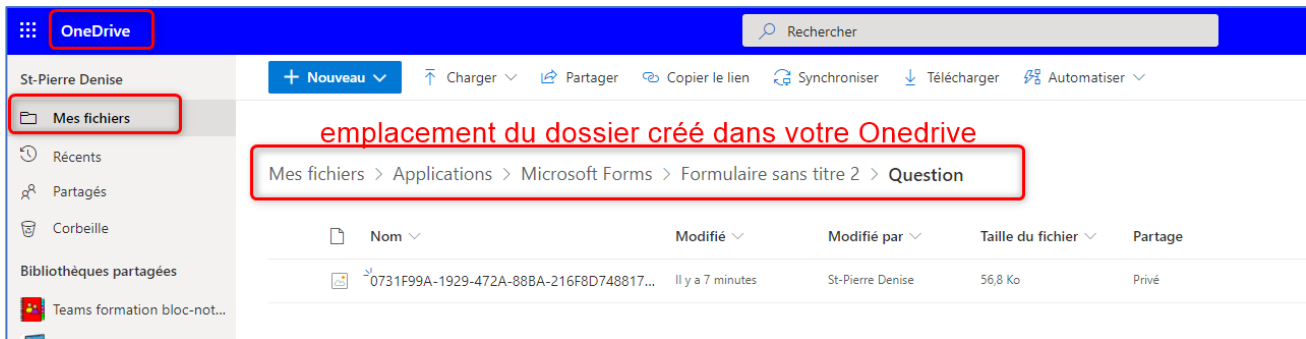 OneDrive
Rechercher
St-Pierre Denise
+ Nouveau
Charger
Partager
Copier le lien
Synchroniser
Télécharger
Automatiser
Mes fichiers
emplacement du dossier créé dans votre Onedrive
Récents
Mes fichiers > Applications > Microsoft Forms > Formulaire sans titre 2 > Question
Partagés
Corbeille
Nom
Modifié
Modifié par
Taille du fichier
Partage
Bibliothèques partagées
0731F99A-1929-472A-88BA-216F8D748817...
Il y a 7 minutes
St-Pierre Denise
56,8 Ko
Privé
Teams formation bloc-not...